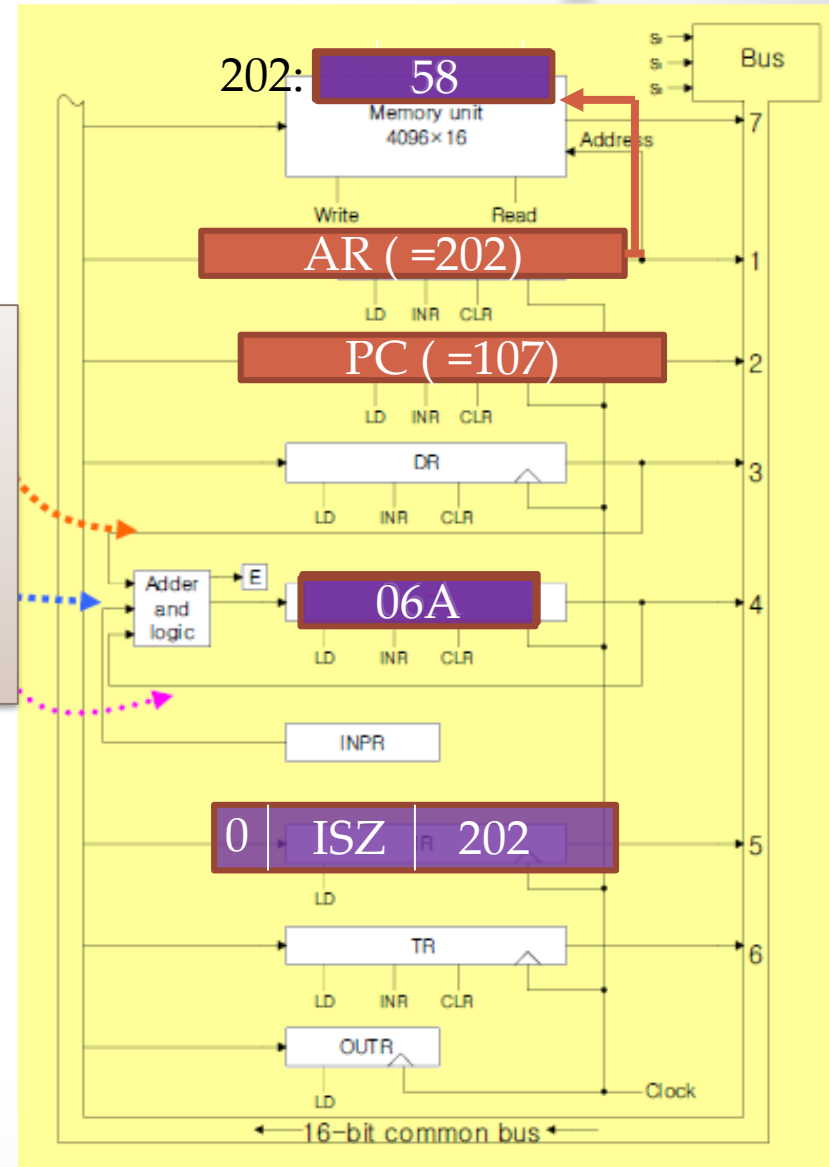 Bus
S₂
S₁
S₀
202: 58
Memory unit
4096×16
7
Address
Write Read
AR ( =202)
1
LD INR CLR
PC ( =107)
2
LD INR CLR
DR
3
LD INR CLR
Adder
and
logic
E
06A
4
LD INR CLR
INPR
0 ISZ R 202
5
LD
TR
6
LD INR CLR
OUTR
LD
Clock
16-bit common bus